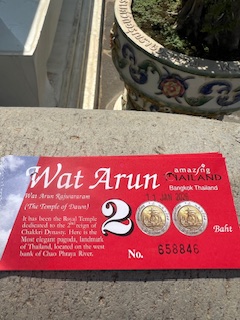 Wat Arun
amazing
THAILAND
Bangkok Thailand
Wat Arun Rajwararam
(The Temple of Dawn)
It has been the Royal Temple
dedicated to the 2nd reign of
Chakkri Dynasty. Here is the
Most elegant pagoda, landmark
of Thailand, located on the west
bank of Chao Phraya River.
2
Baht
No. 658846